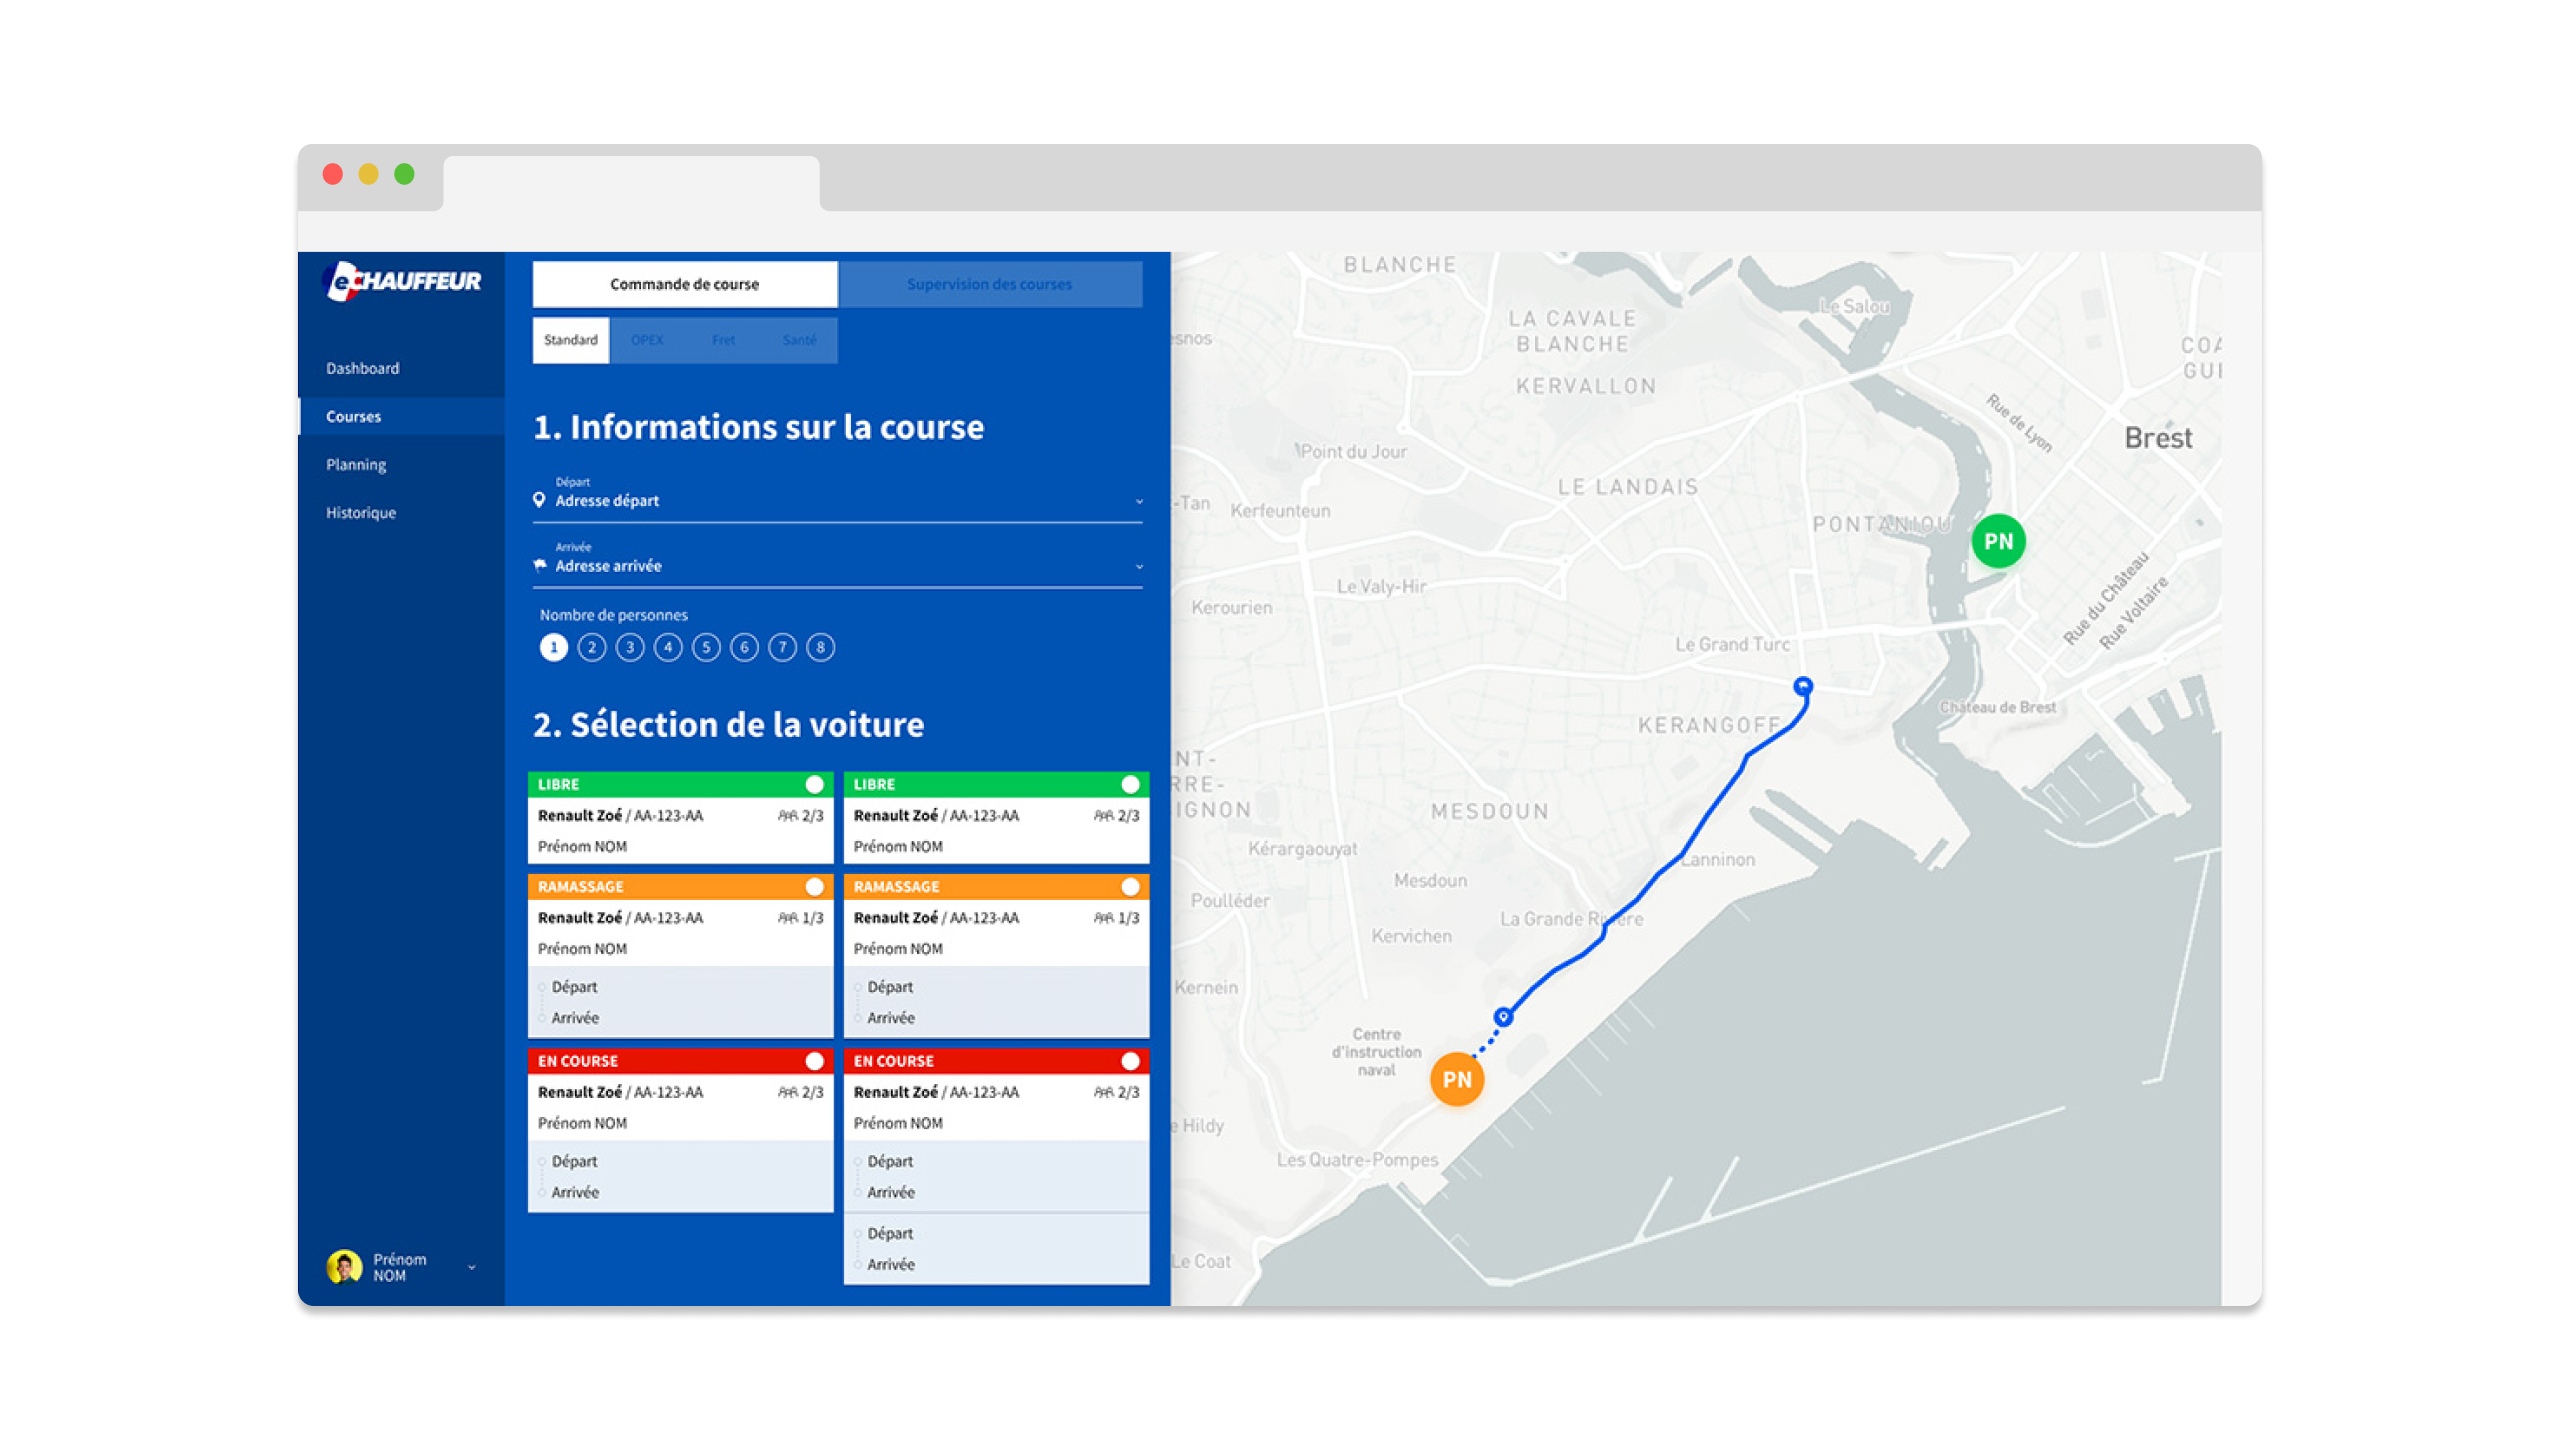 eCHAUFFEUR
Dashboard
Courses
Planning
Historique
Prénom
NOM
Commande de course
Supervision des courses
Standard
OPEX
Fret
Santé
1. Informations sur la course
Départ
Adresse départ
Arrivée
Adresse arrivée
Nombre de personnes
1 2 3 4 5 6 7 8
2. Sélection de la voiture
LIBRE
Renault Zoé / AA-123-AA 2/3
Prénom NOM
LIBRE
Renault Zoé / AA-123-AA 2/3
Prénom NOM
RAMASSAGE
Renault Zoé / AA-123-AA 1/3
Prénom NOM
Départ
Arrivée
RAMASSAGE
Renault Zoé / AA-123-AA 1/3
Prénom NOM
Départ
Arrivée
EN COURSE
Renault Zoé / AA-123-AA 2/3
Prénom NOM
Départ
Arrivée
EN COURSE
Renault Zoé / AA-123-AA 2/3
Prénom NOM
Départ
Arrivée
Départ
Arrivée
BLANCHE
Le Salou
LA CAVALE
BLANCHE
esnos
COA
GUI
KERVALLON
Rue de Lyon
Brest
Point du Jour
LE LANDAIS
-Tan
Kerfeunteun
PONTANIOU
PN
Le Valy-Hir
Kerourien
Rue du Château
Rue Voltaire
Le Grand Turc
Château de Brest
KERANGOFF
NT-
RRE-
IGNON
MESDOUN
Kérargaouyat
Lanninon
Mesdoun
Poulléder
La Grande Rivière
Kervichen
Kernein
Centre
d'instruction
naval
PN
e Hildy
Les Quatre-Pompes
Le Coat